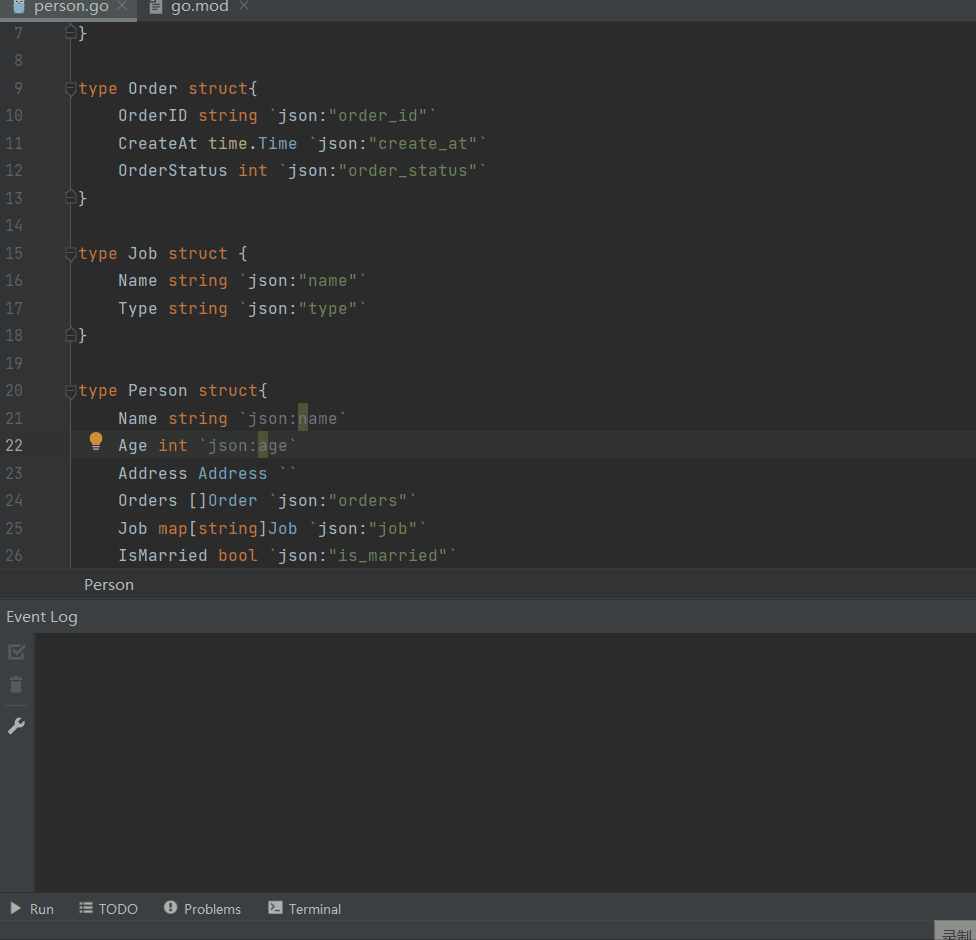 person.go go.mod
7 }
8
9 type Order struct{
10 OrderID string `json:"order_id"`
11 CreateAt time.Time `json:"create_at"`
12 OrderStatus int `json:"order_status"`
13 }
14
15 type Job struct {
16 Name string `json:"name"`
17 Type string `json:"type"`
18 }
19
20 type Person struct{
21 Name string `json:name`
22 Age int `json:age`
23 Address Address ``
24 Orders []Order `json:"orders"`
25 Job map[string]Job `json:"job"`
26 IsMarried bool `json:"is_married"`
Person
Event Log
Run TODO Problems Terminal
录制